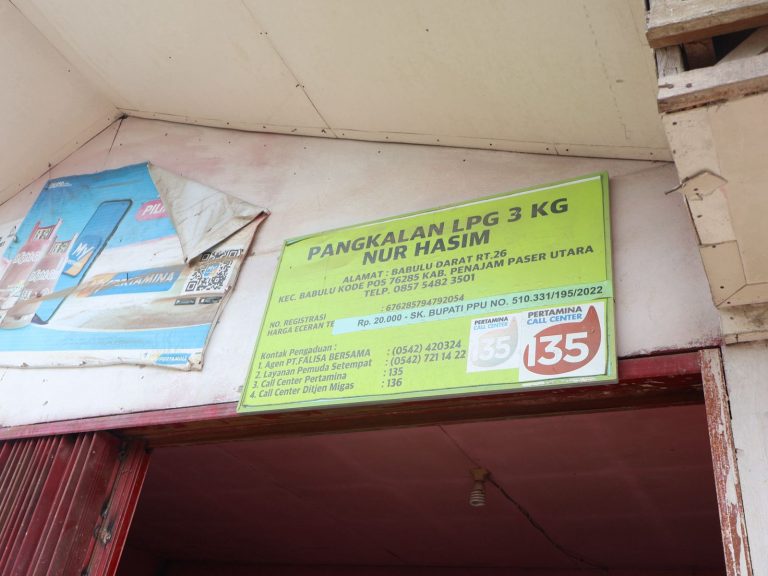 PANGKALAN LPG 3 KG
NUR HASIM
ALAMAT : BABULU DARAT RT.26
KEC. BABULU KODE POS 76285 KAB. PENAJAM PASER UTARA
TELP. 0857 5482 3501
NO. REGISTRASI : 676285794792054
HARGA ECERAN TE Rp. 20.000 - SK. BUPATI PPU NO. 510.331/195/2022
Kontak Pengaduan :
1. Agen PT.FALISA BERSAMA : (0542) 420324
2. Layanan Pemuda Setempat : (0542) 721 14 22
3. Call Center Pertamina : 135
4. Call Center Ditjen Migas : 136
PERTAMINA
CALL CENTER
135
PERTAMINA
CALL CENTER
135
PILI
MY
PERTAMINA